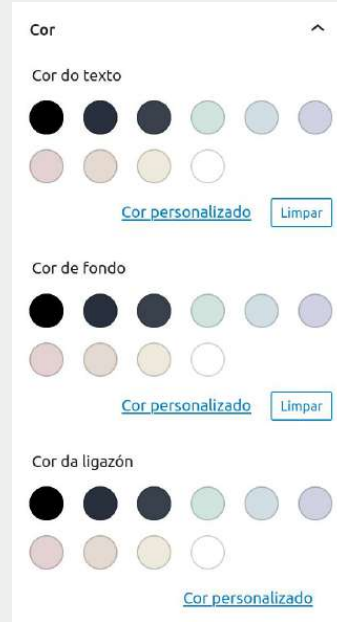 Cor
Cor do texto
Cor personalizado Limpar
Cor de fondo
Cor personalizado Limpar
Cor da ligazón
Cor personalizado